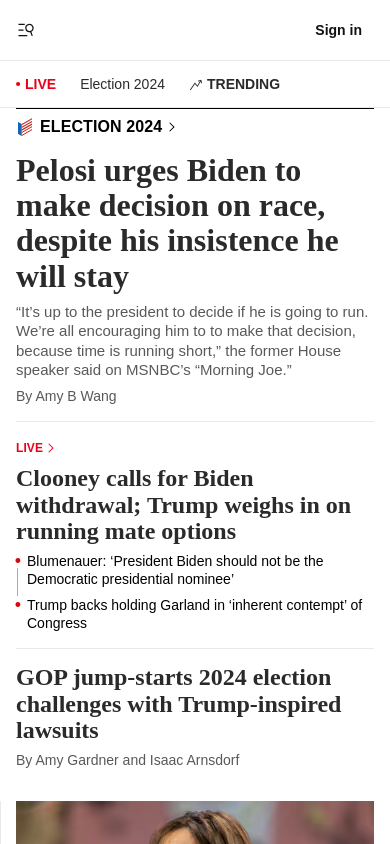 Sign in
LIVE
Election 2024
TRENDING
ELECTION 2024
Pelosi urges Biden to
make decision on race,
despite his insistence he
will stay
“It’s up to the president to decide if he is going to run.
We’re all encouraging him to to make that decision,
because time is running short,” the former House
speaker said on MSNBC’s “Morning Joe.”
By Amy B Wang
LIVE
Clooney calls for Biden
withdrawal; Trump weighs in on
running mate options
Blumenauer: ‘President Biden should not be the
Democratic presidential nominee’
Trump backs holding Garland in ‘inherent contempt’ of
Congress
GOP jump-starts 2024 election
challenges with Trump-inspired
lawsuits
By Amy Gardner and Isaac Arnsdorf